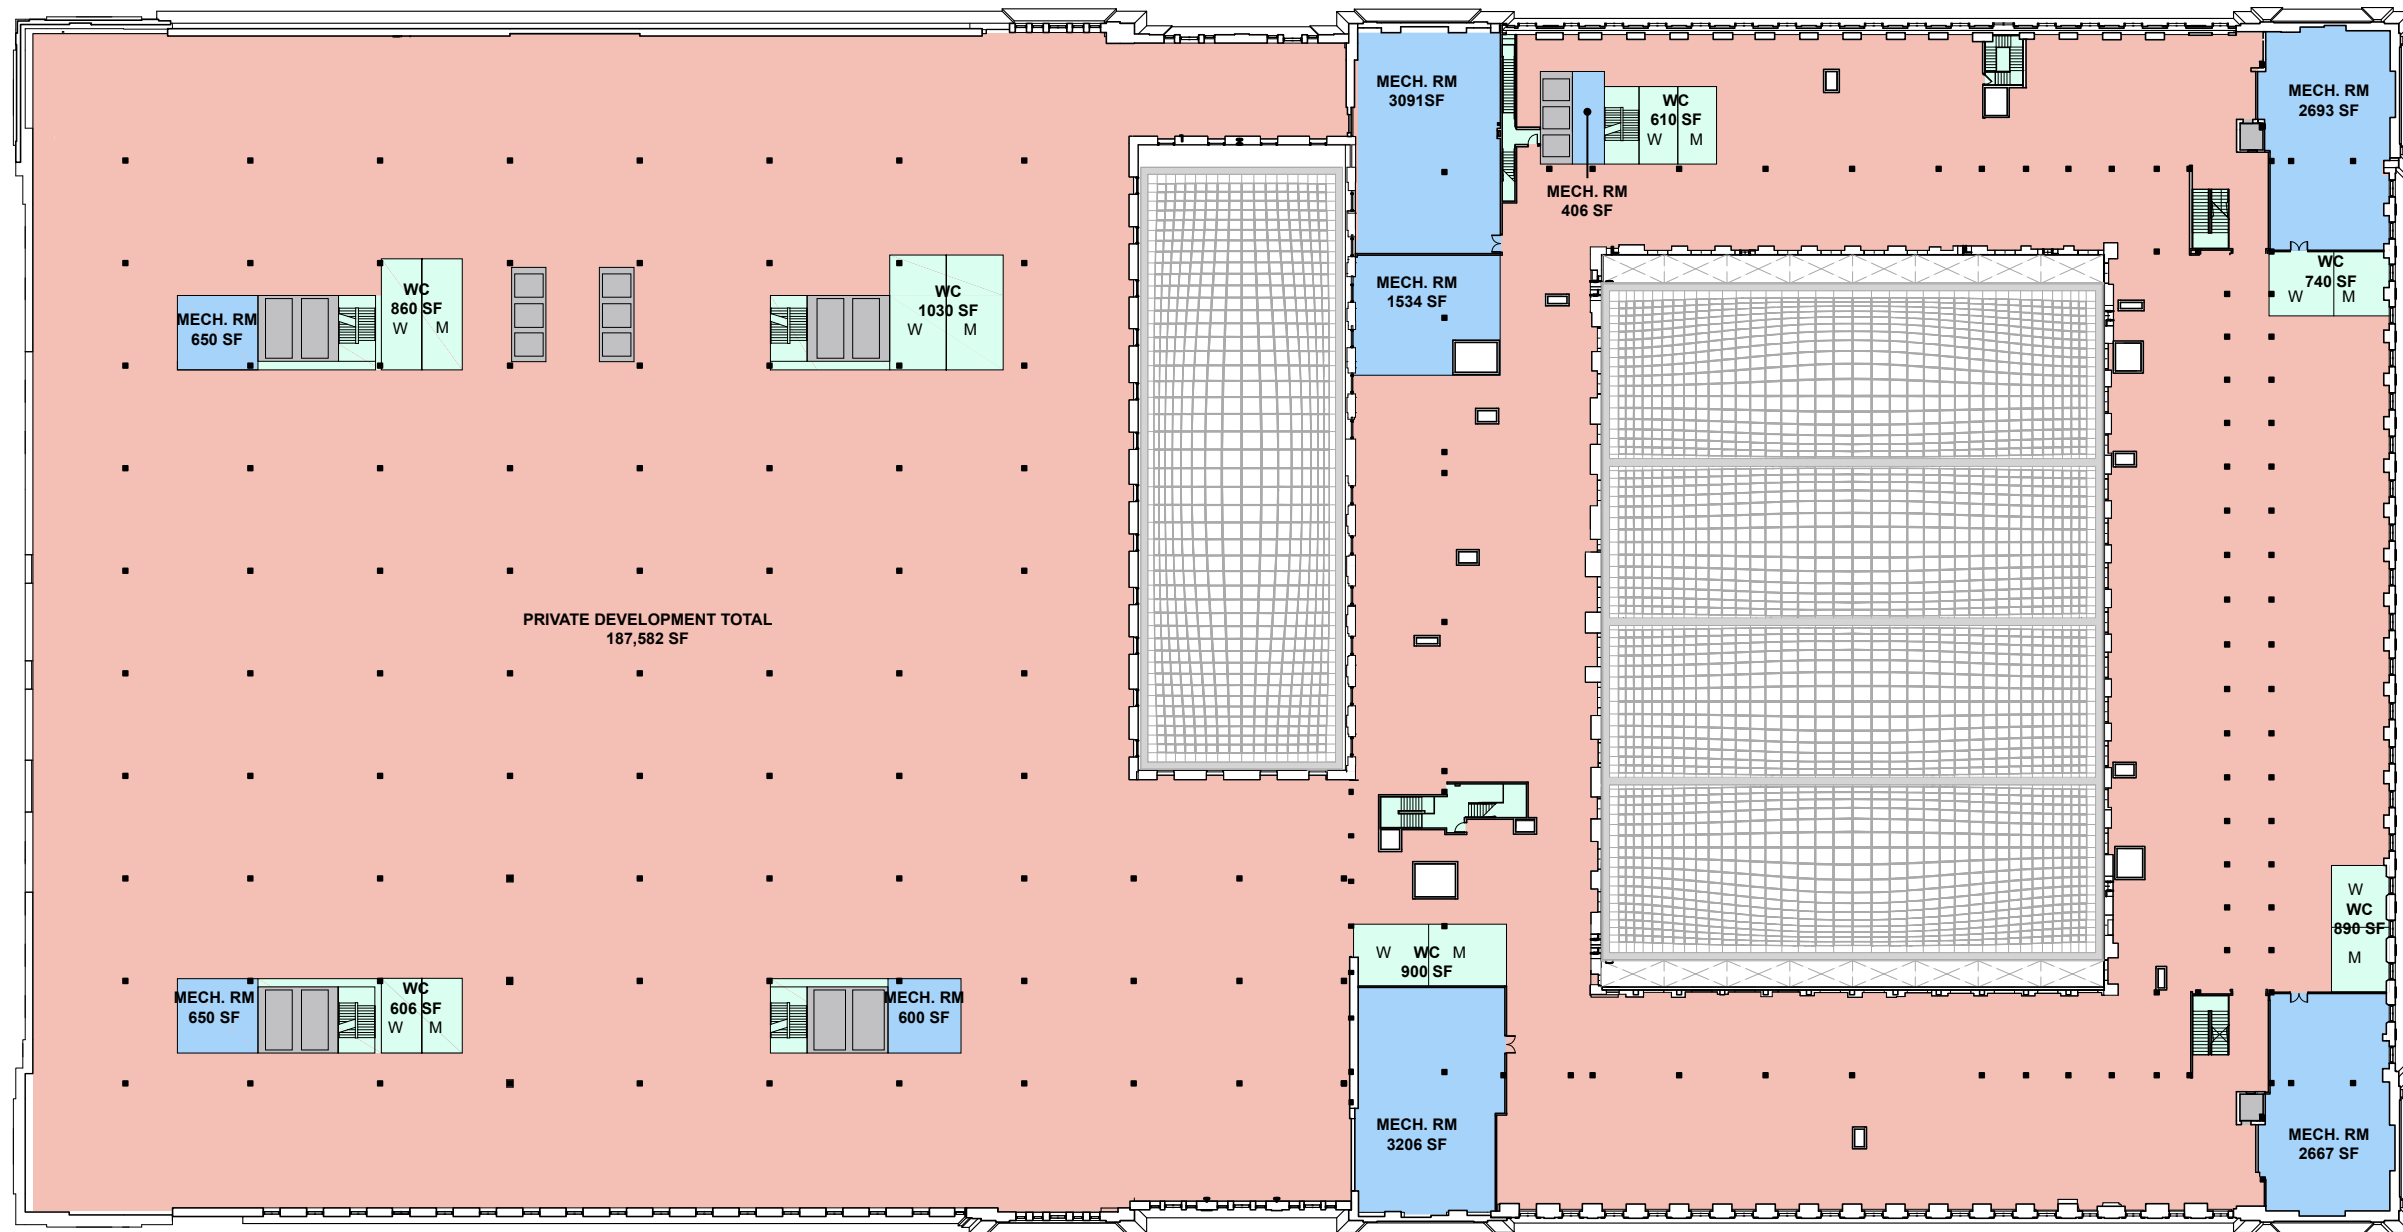 MECH. RM
3091SF
WC
610 SF
W M
MECH. RM
406 SF
MECH. RM
2693 SF
WC
740 SF
W M
MECH. RM
650 SF
WC
860 SF
W M
WC
1030 SF
W M
MECH. RM
1534 SF
PRIVATE DEVELOPMENT TOTAL
187,582 SF
W
WC
890 SF
M
W WC M
900 SF
MECH. RM
650 SF
WC
606 SF
W M
MECH. RM
600 SF
MECH. RM
3206 SF
MECH. RM
2667 SF